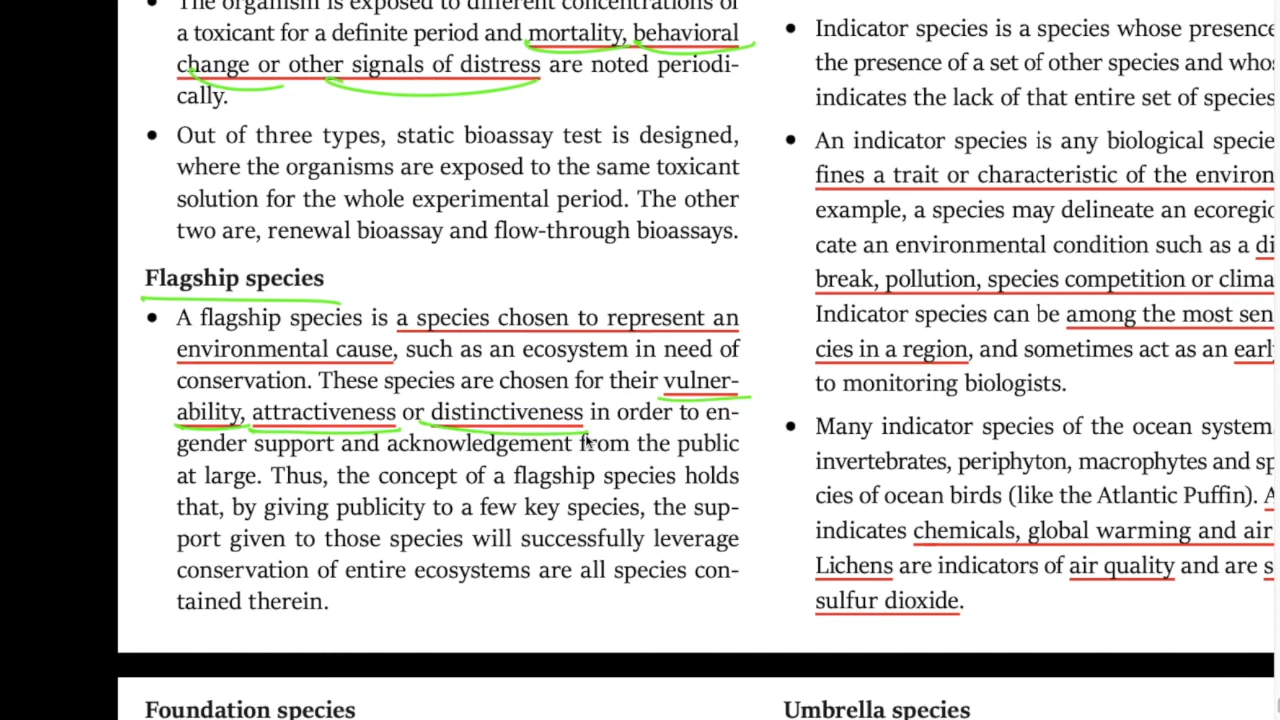 The organism is exposed to different concentrations of
a toxicant for a definite period and mortality, behavioral
change or other signals of distress are noted periodi-
cally.
• Out of three types, static bioassay test is designed,
where the organisms are exposed to the same toxicant
solution for the whole experimental period. The other
two are, renewal bioassay and flow-through bioassays.
Flagship species
• A flagship species is a species chosen to represent an
environmental cause, such as an ecosystem in need of
conservation. These species are chosen for their vulner-
ability, attractiveness or distinctiveness in order to en-
gender support and acknowledgement from the public
at large. Thus, the concept of a flagship species holds
that, by giving publicity to a few key species, the sup-
port given to those species will successfully leverage
conservation of entire ecosystems are all species con-
tained therein.
Foundation species
• Indicator species is a species whose presence
the presence of a set of other species and who
indicates the lack of that entire set of species
• An indicator species is any biological specie
fines a trait or characteristic of the environ
example, a species may delineate an ecoregi
cate an environmental condition such as a di
break, pollution, species competition or clima
Indicator species can be among the most sen
cies in a region, and sometimes act as an earl
to monitoring biologists.
• Many indicator species of the ocean system
invertebrates, periphyton, macrophytes and sp
cies of ocean birds (like the Atlantic Puffin).
indicates chemicals, global warming and air
Lichens are indicators of air quality and are s
sulfur dioxide.
Umbrella species